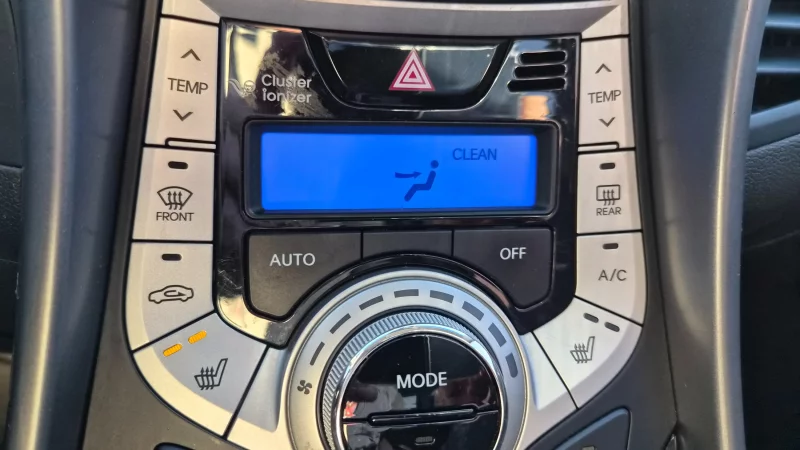 Cluster
ionizer
TEMP
TEMP
CLEAN
FRONT
REAR
AUTO
OFF
A/C
MODE